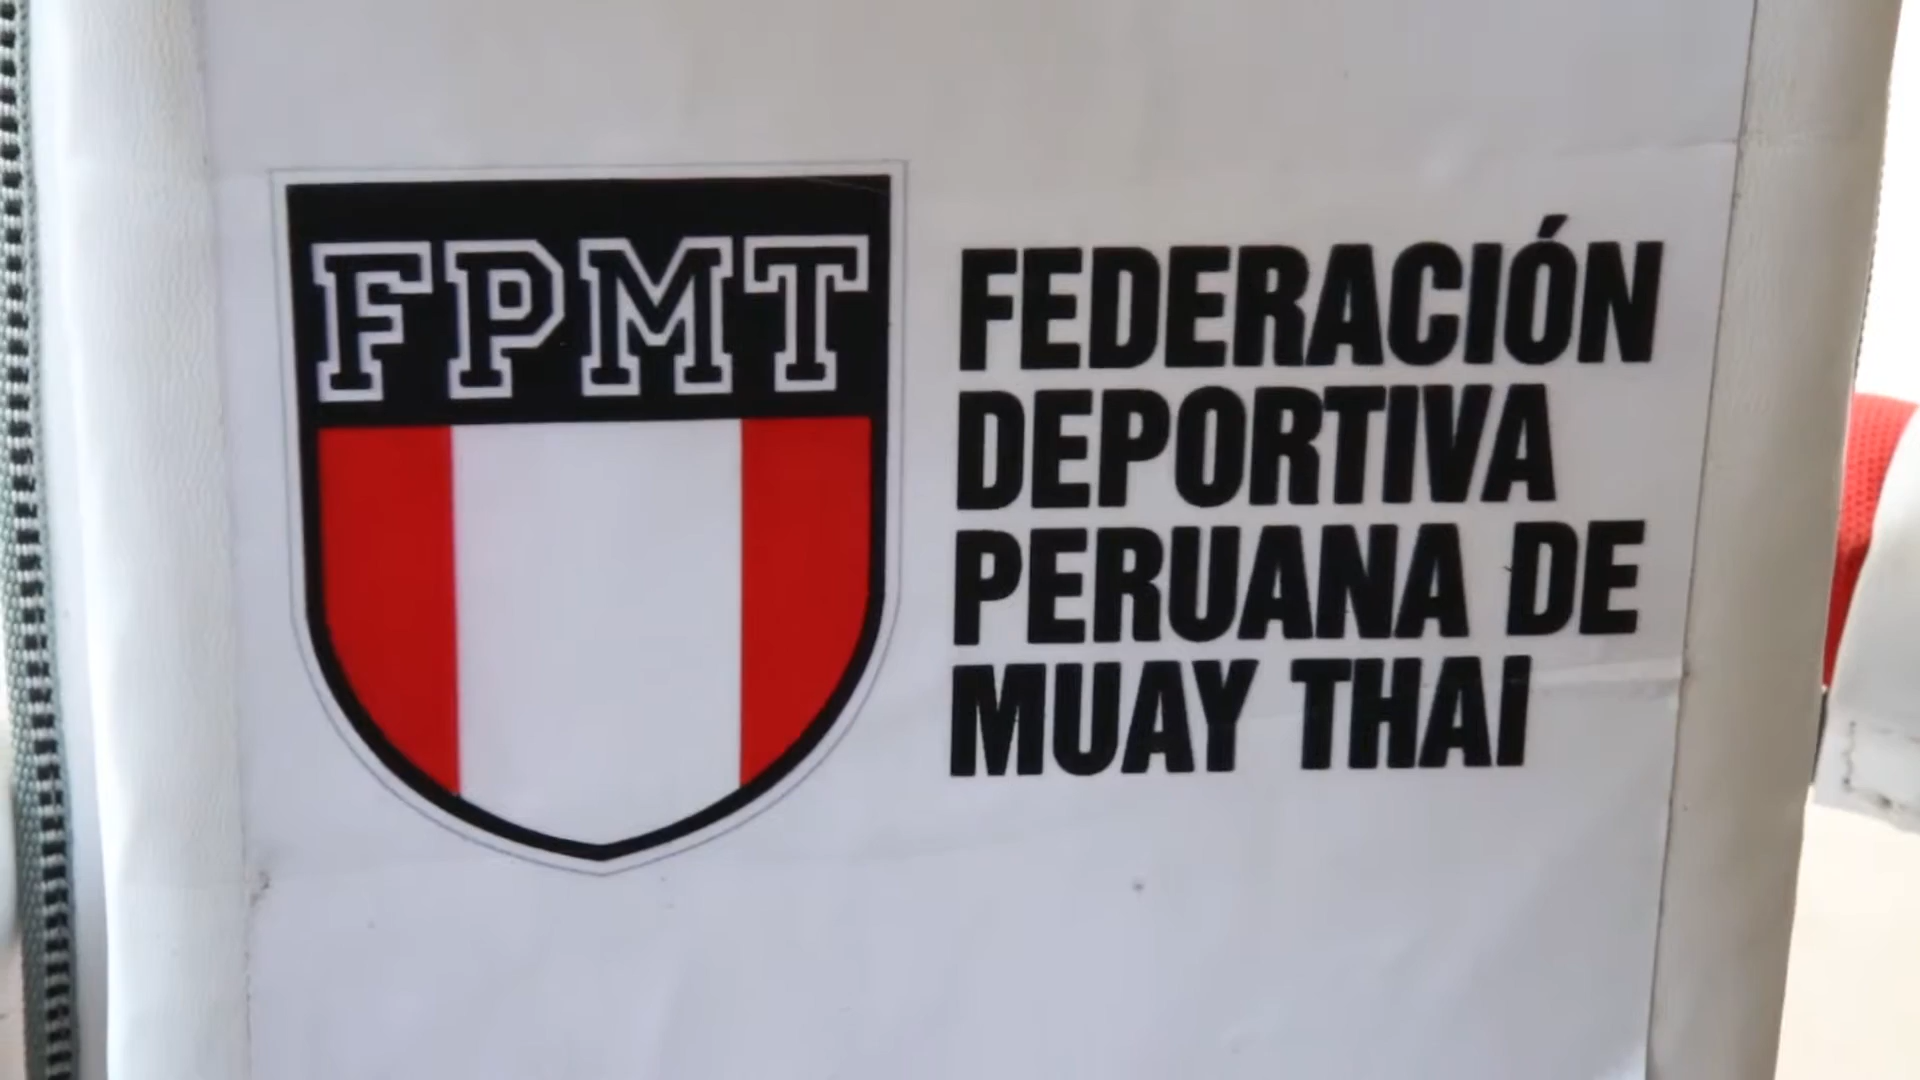 FPMT
FEDERACIÓN
DEPORTIVA
PERUANA DE
MUAY THAI